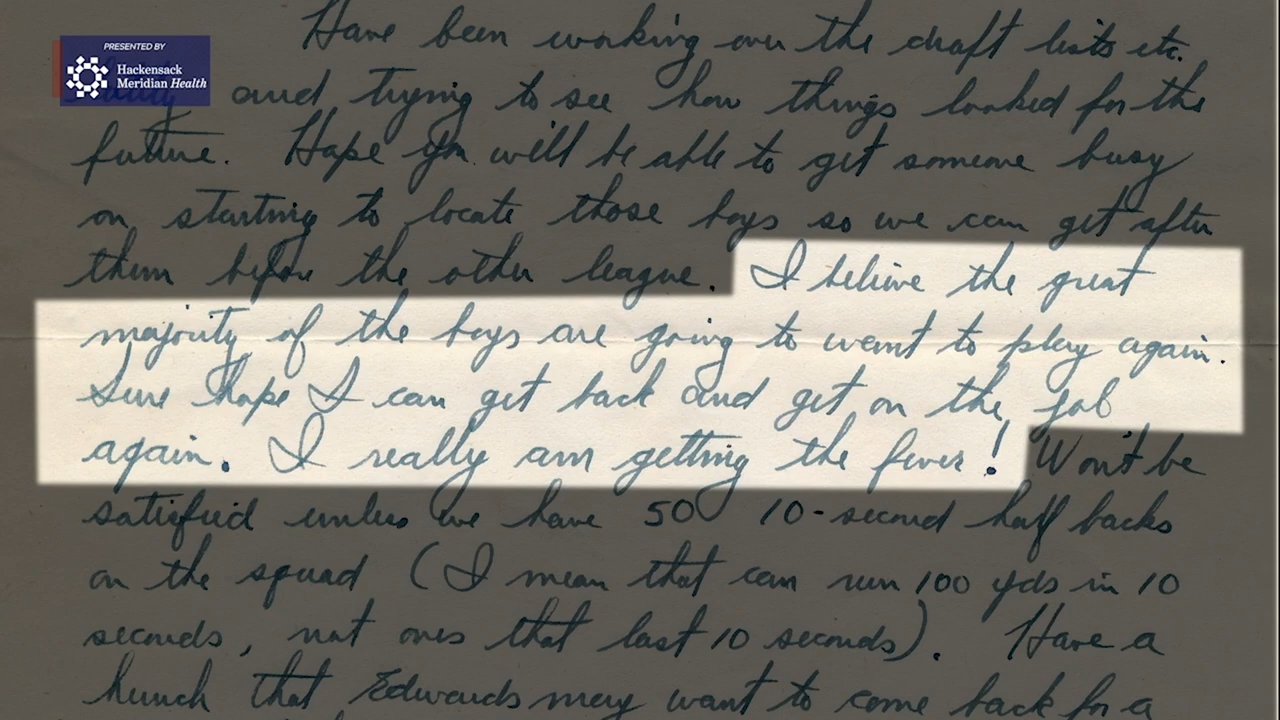 PRESENTED BY
Hackensack
Meridian Health
Have been working over the draft lists etc.
and trying to see how things looked for the
future. Hope you will be able to get someone busy
on starting to locate those boys so we can get after
them before the other league. I believe the great
majority of the boys are going to want to play again.
Sure hope I can get back and get on the job
again. I really am getting the fever! Won't be
satisfied unless we have 50 10-second half backs
on the squad (I mean that can run 100 yds in 10
seconds, not ones that last 10 seconds). Have a
hunch that Edwards may want to come back for a